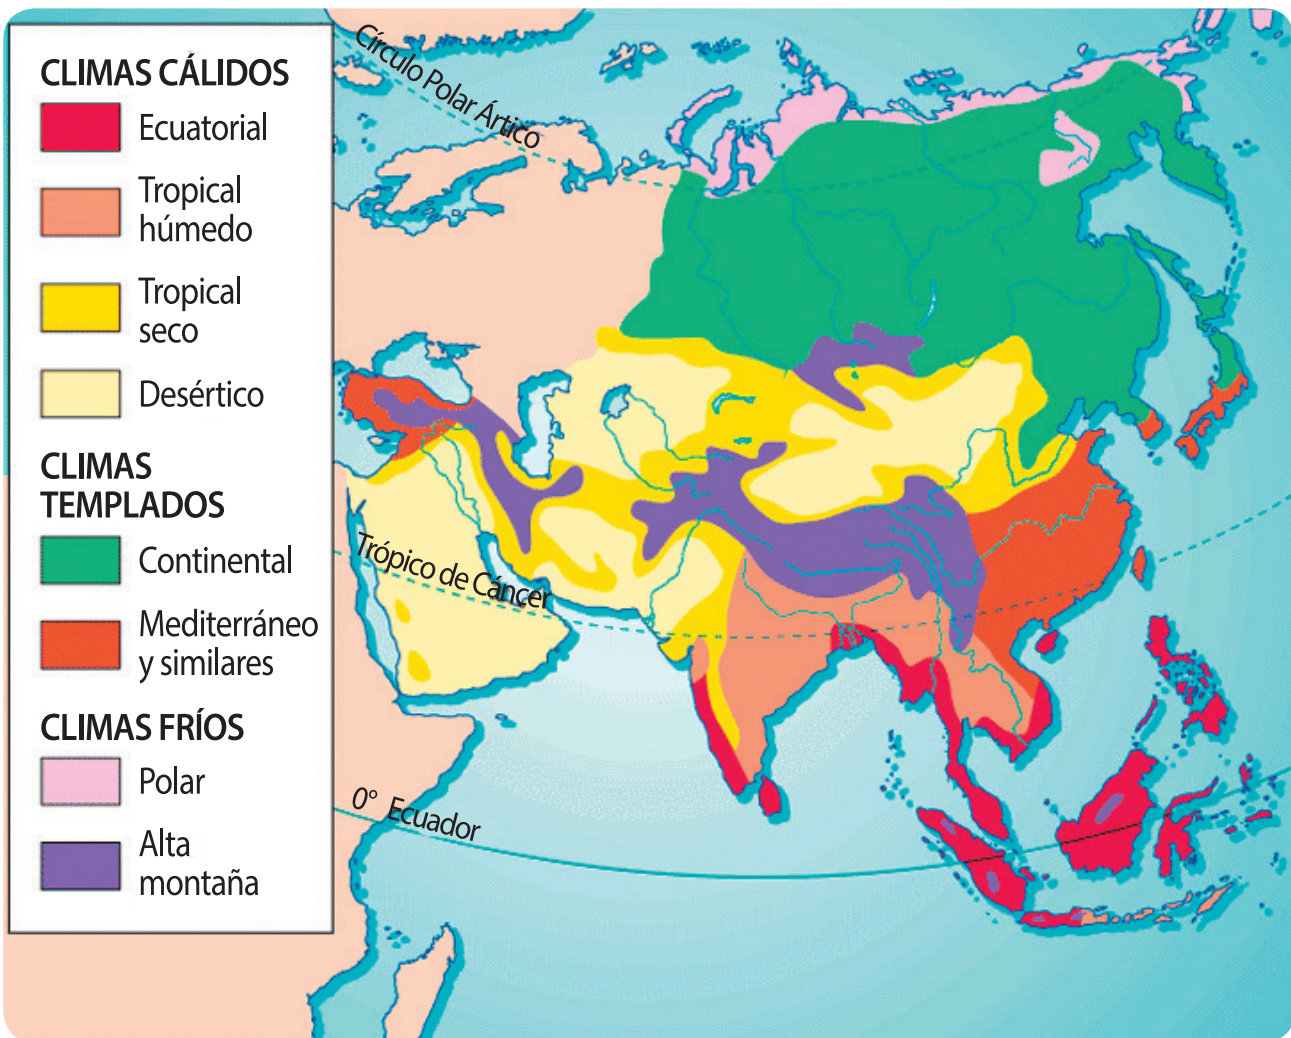 CLIMAS CÁLIDOS
Ecuatorial
Tropical
húmedo
Tropical
seco
Desértico
CLIMAS
TEMPLADOS
Continental
Mediterráneo
y similares
CLIMAS FRÍOS
Polar
Alta
montaña
Círculo Polar Ártico
Trópico de Cáncer
0° Ecuador